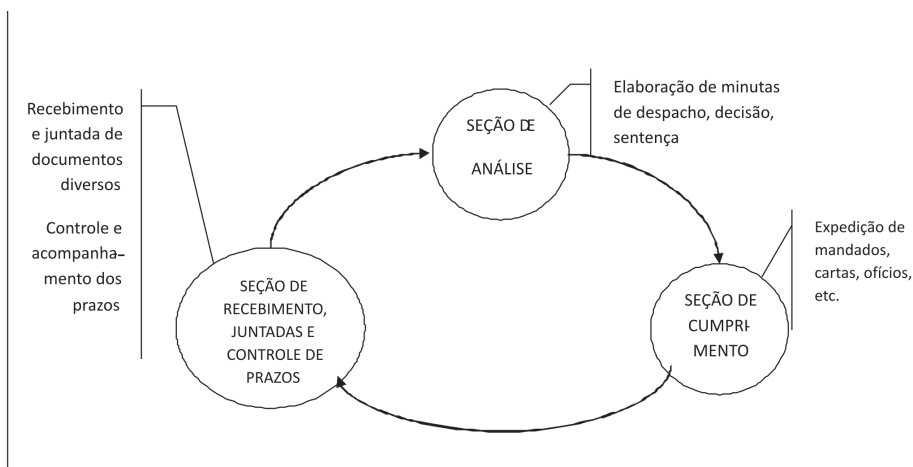 Recebimento
e juntada de
documentos
diversos
Controle e
acompanha-
mento dos
prazos
SEÇÃO DE
RECEBIMENTO,
JUNTADAS E
CONTROLE DE
PRAZOS
SEÇÃO DE
ANÁLISE
Elaboração de minutas
de despacho, decisão,
sentença
SEÇÃO DE
CUMPRI-
MENTO
Expedição de
mandados,
cartas, ofícios,
etc.